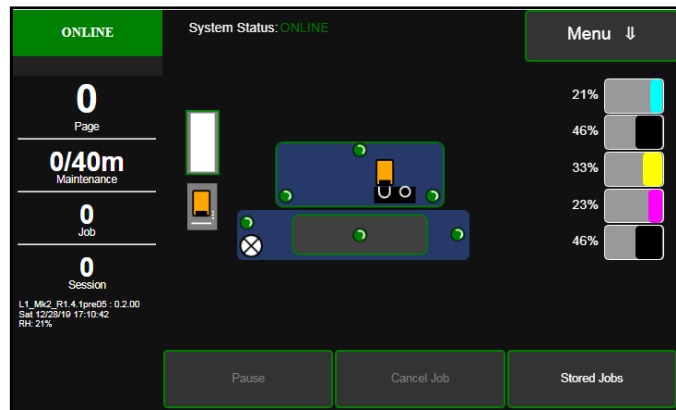 ONLINE
System Status: ONLINE
Menu ⇓
0
Page
0/40m
Maintenance
0
Job
0
Session
L1_Mk2_R1.4.1pre05 : 0.2.00
Sat 12/28/19 17:10:42
RH: 21%
21%
46%
33%
23%
46%
Pause
Cancel Job
Stored Jobs